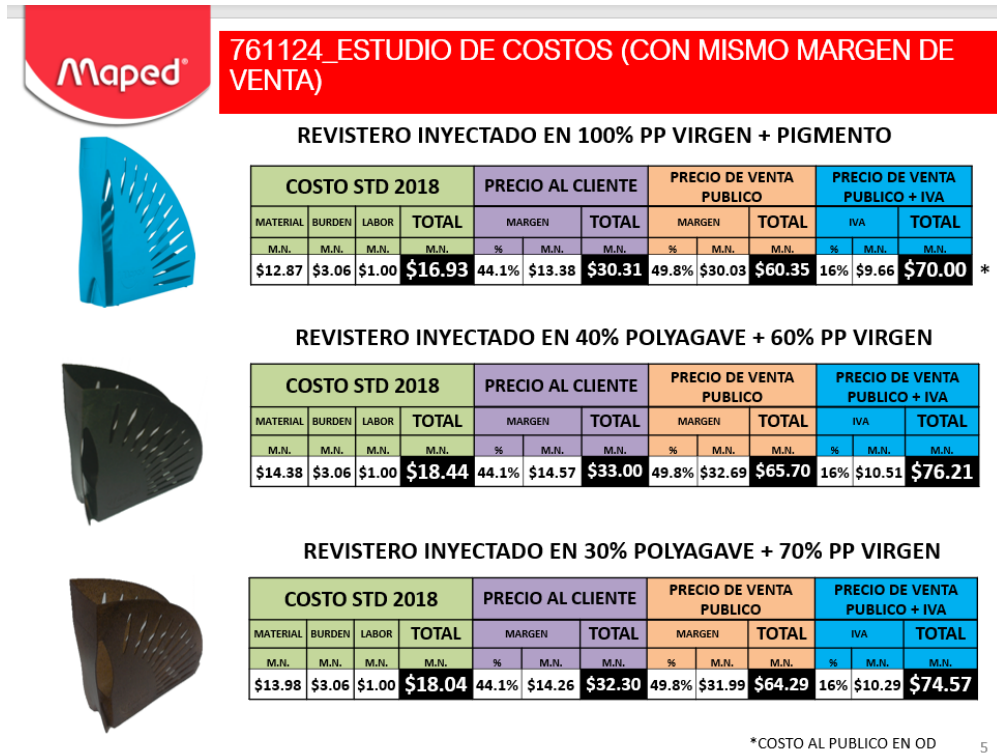 Maped®
761124_ESTUDIO DE COSTOS (CON MISMO MARGEN DE
VENTA)
REVISTERO INYECTADO EN 100% PP VIRGEN + PIGMENTO
COSTO STD 2018 PRECIO AL CLIENTE PRECIO DE VENTA PUBLICO PRECIO DE VENTA PUBLICO + IVA
MATERIAL BURDEN LABOR TOTAL MARGEN TOTAL MARGEN TOTAL IVA TOTAL
M.N. M.N. M.N. M.N. % M.N. M.N. % M.N. M.N. % M.N. M.N.
$12.87 $3.06 $1.00 $16.93 44.1% $13.38 $30.31 49.8% $30.03 $60.35 16% $9.66 $70.00 *
REVISTERO INYECTADO EN 40% POLYAGAVE + 60% PP VIRGEN
COSTO STD 2018 PRECIO AL CLIENTE PRECIO DE VENTA PUBLICO PRECIO DE VENTA PUBLICO + IVA
MATERIAL BURDEN LABOR TOTAL MARGEN TOTAL MARGEN TOTAL IVA TOTAL
M.N. M.N. M.N. M.N. % M.N. M.N. % M.N. M.N. % M.N. M.N.
$14.38 $3.06 $1.00 $18.44 44.1% $14.57 $33.00 49.8% $32.69 $65.70 16% $10.51 $76.21
REVISTERO INYECTADO EN 30% POLYAGAVE + 70% PP VIRGEN
COSTO STD 2018 PRECIO AL CLIENTE PRECIO DE VENTA PUBLICO PRECIO DE VENTA PUBLICO + IVA
MATERIAL BURDEN LABOR TOTAL MARGEN TOTAL MARGEN TOTAL IVA TOTAL
M.N. M.N. M.N. M.N. % M.N. M.N. % M.N. M.N. % M.N. M.N.
$13.98 $3.06 $1.00 $18.04 44.1% $14.26 $32.30 49.8% $31.99 $64.29 16% $10.29 $74.57
*COSTO AL PUBLICO EN OD
5